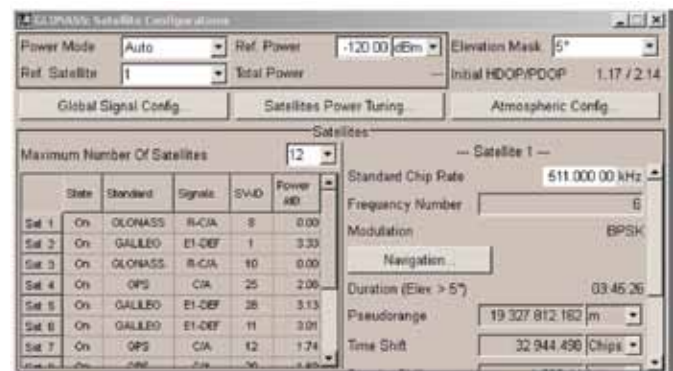 GLONASS: Satellite Configurations
Power Mode Auto Ref. Power -120.00 dBm Elevation Mask 5°
Ref. Satellite 1 Total Power --- Initial HDOP/PDOP 1.17 / 2.14
Global Signal Config... Satellites Power Tuning... Atmospheric Config...
Satellites
Maximum Number Of Satellites 12
State Standard Signals SV-ID Power /dB
Sat 1 On GLONASS R-C/A 8 0.00
Sat 2 On GALILEO E1-DEF 1 3.33
Sat 3 On GLONASS R-C/A 10 0.00
Sat 4 On GPS C/A 25 2.06
Sat 5 On GALILEO E1-DEF 28 3.13
Sat 6 On GALILEO E1-DEF 11 3.01
Sat 7 On GPS C/A 12 1.74
--- Satellite 1 ---
Standard Chip Rate 511.000 00 kHz
Frequency Number 6
Modulation BPSK
Navigation...
Duration (Elev. > 5°) 03:45:26
Pseudorange 19 327 812.182 m
Time Shift 32 944.498 Chips